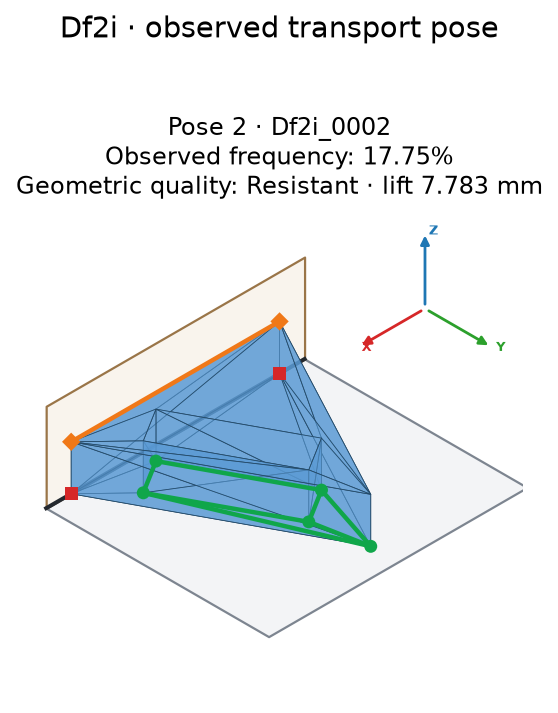 Df2i · observed transport pose
Pose 2 · Df2i_0002
Observed frequency: 17.75%
Geometric quality: Resistant · lift 7.783 mm
Z
X
Y